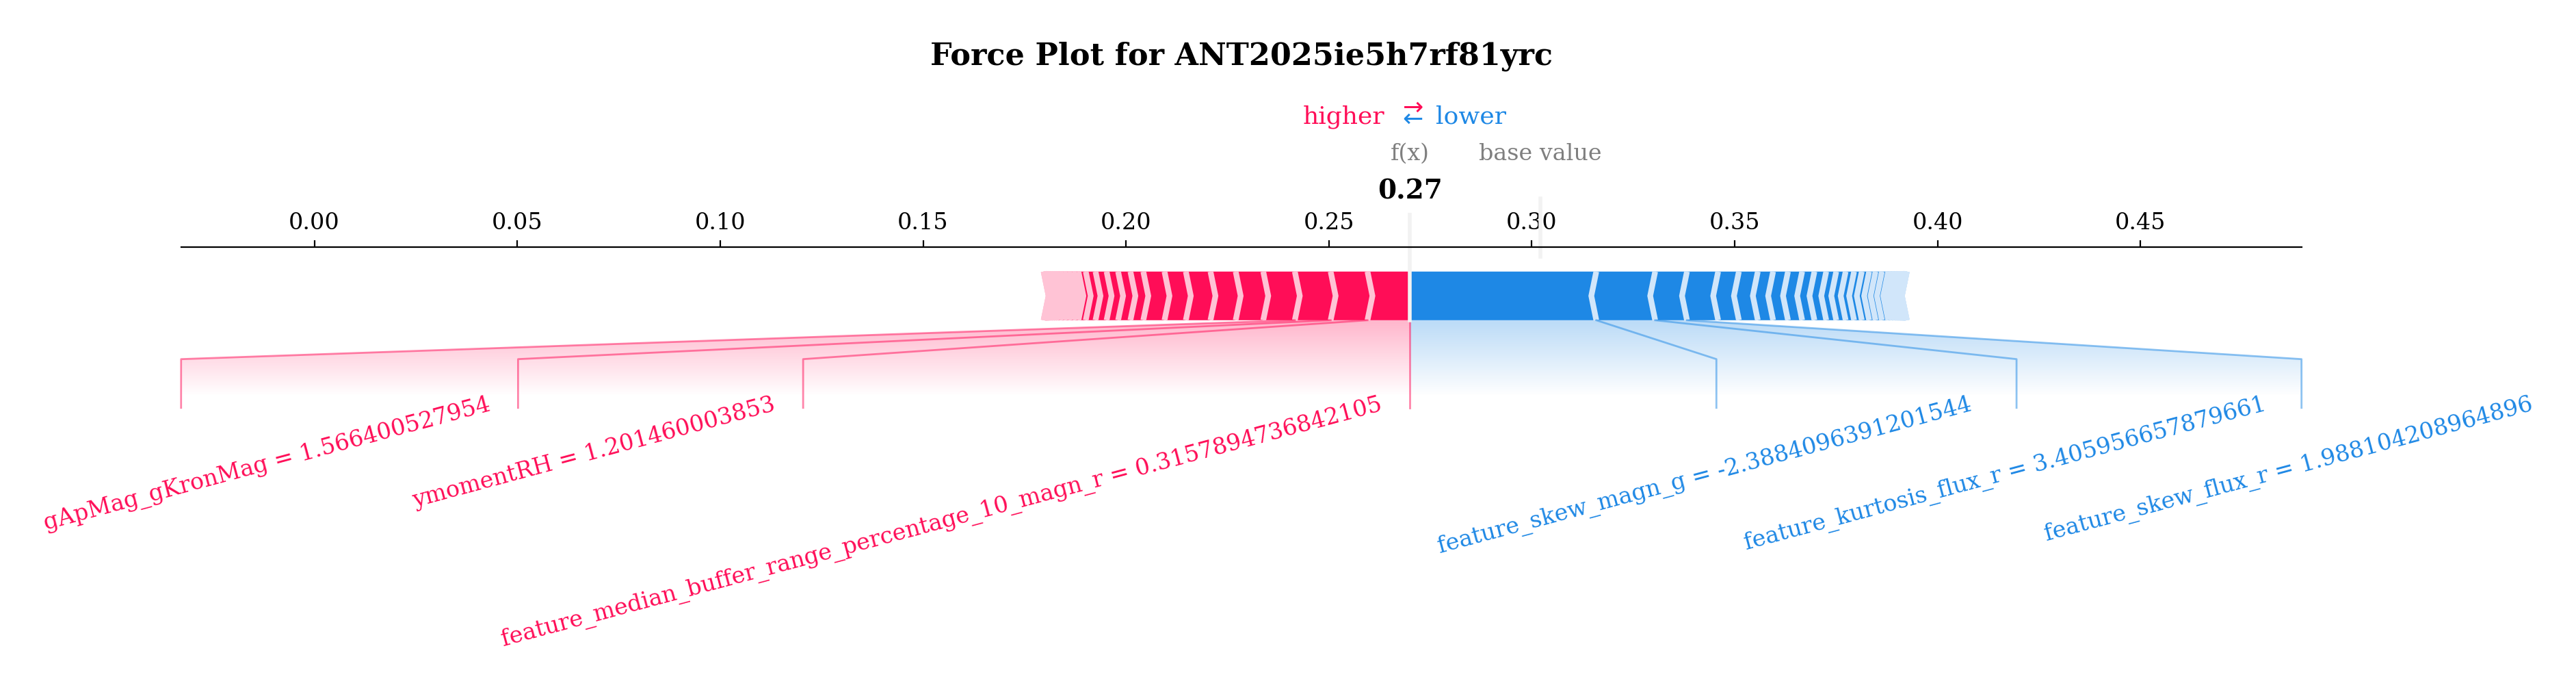 Force Plot for ANT2025ie5h7rf81yrc
higher ⇄ lower
f(x) base value
0.27
0.00 0.05 0.10 0.15 0.20 0.25 0.30 0.35 0.40 0.45
gApMag_gKronMag = 1.566400527954
ymomentRH = 1.201460003853
feature_median_buffer_range_percentage_10_magn_r = 0.3157894736842105
feature_skew_magn_g = -2.3884096391201544
feature_kurtosis_flux_r = 3.405956657879661
feature_skew_flux_r = 1.988104208964896